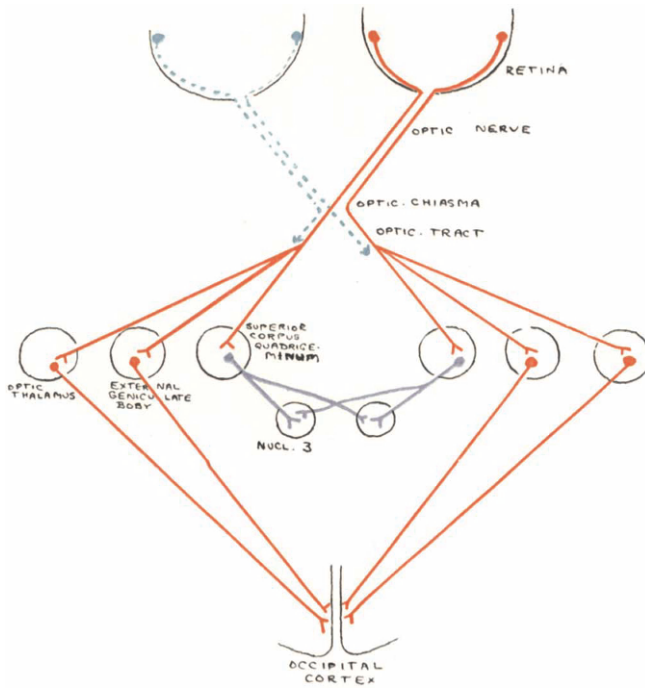 RETINA
OPTIC NERVE
OPTIC.CHIASMA
OPTIC.TRACT
SUPERIOR
CORPUS
QUADRIGE-
MINUM
OPTIC
THALAMUS
EXTERNAL
GENICULATE
BOBY
NUCL. 3
OCCIPITAL
CORTEX